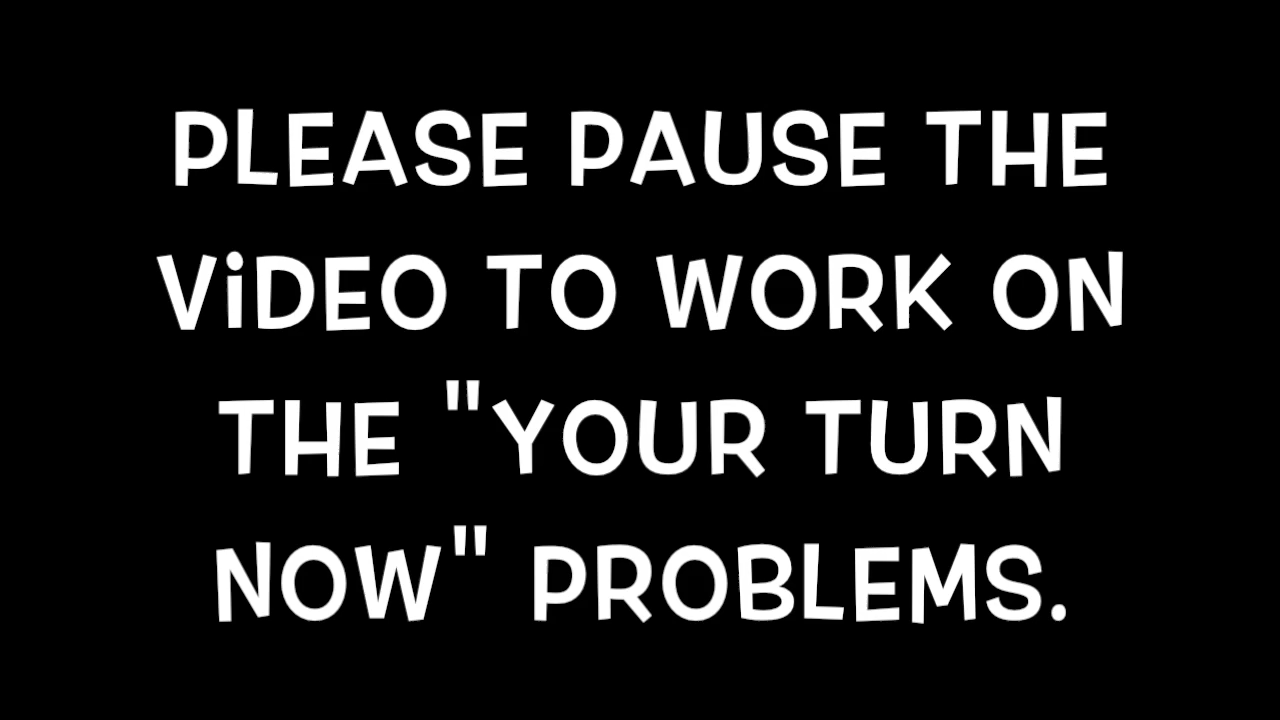 PLEASE PAUSE THE
ViDEO TO WORK ON
THE "YOUR TURN
NOW" PROBLEMS.